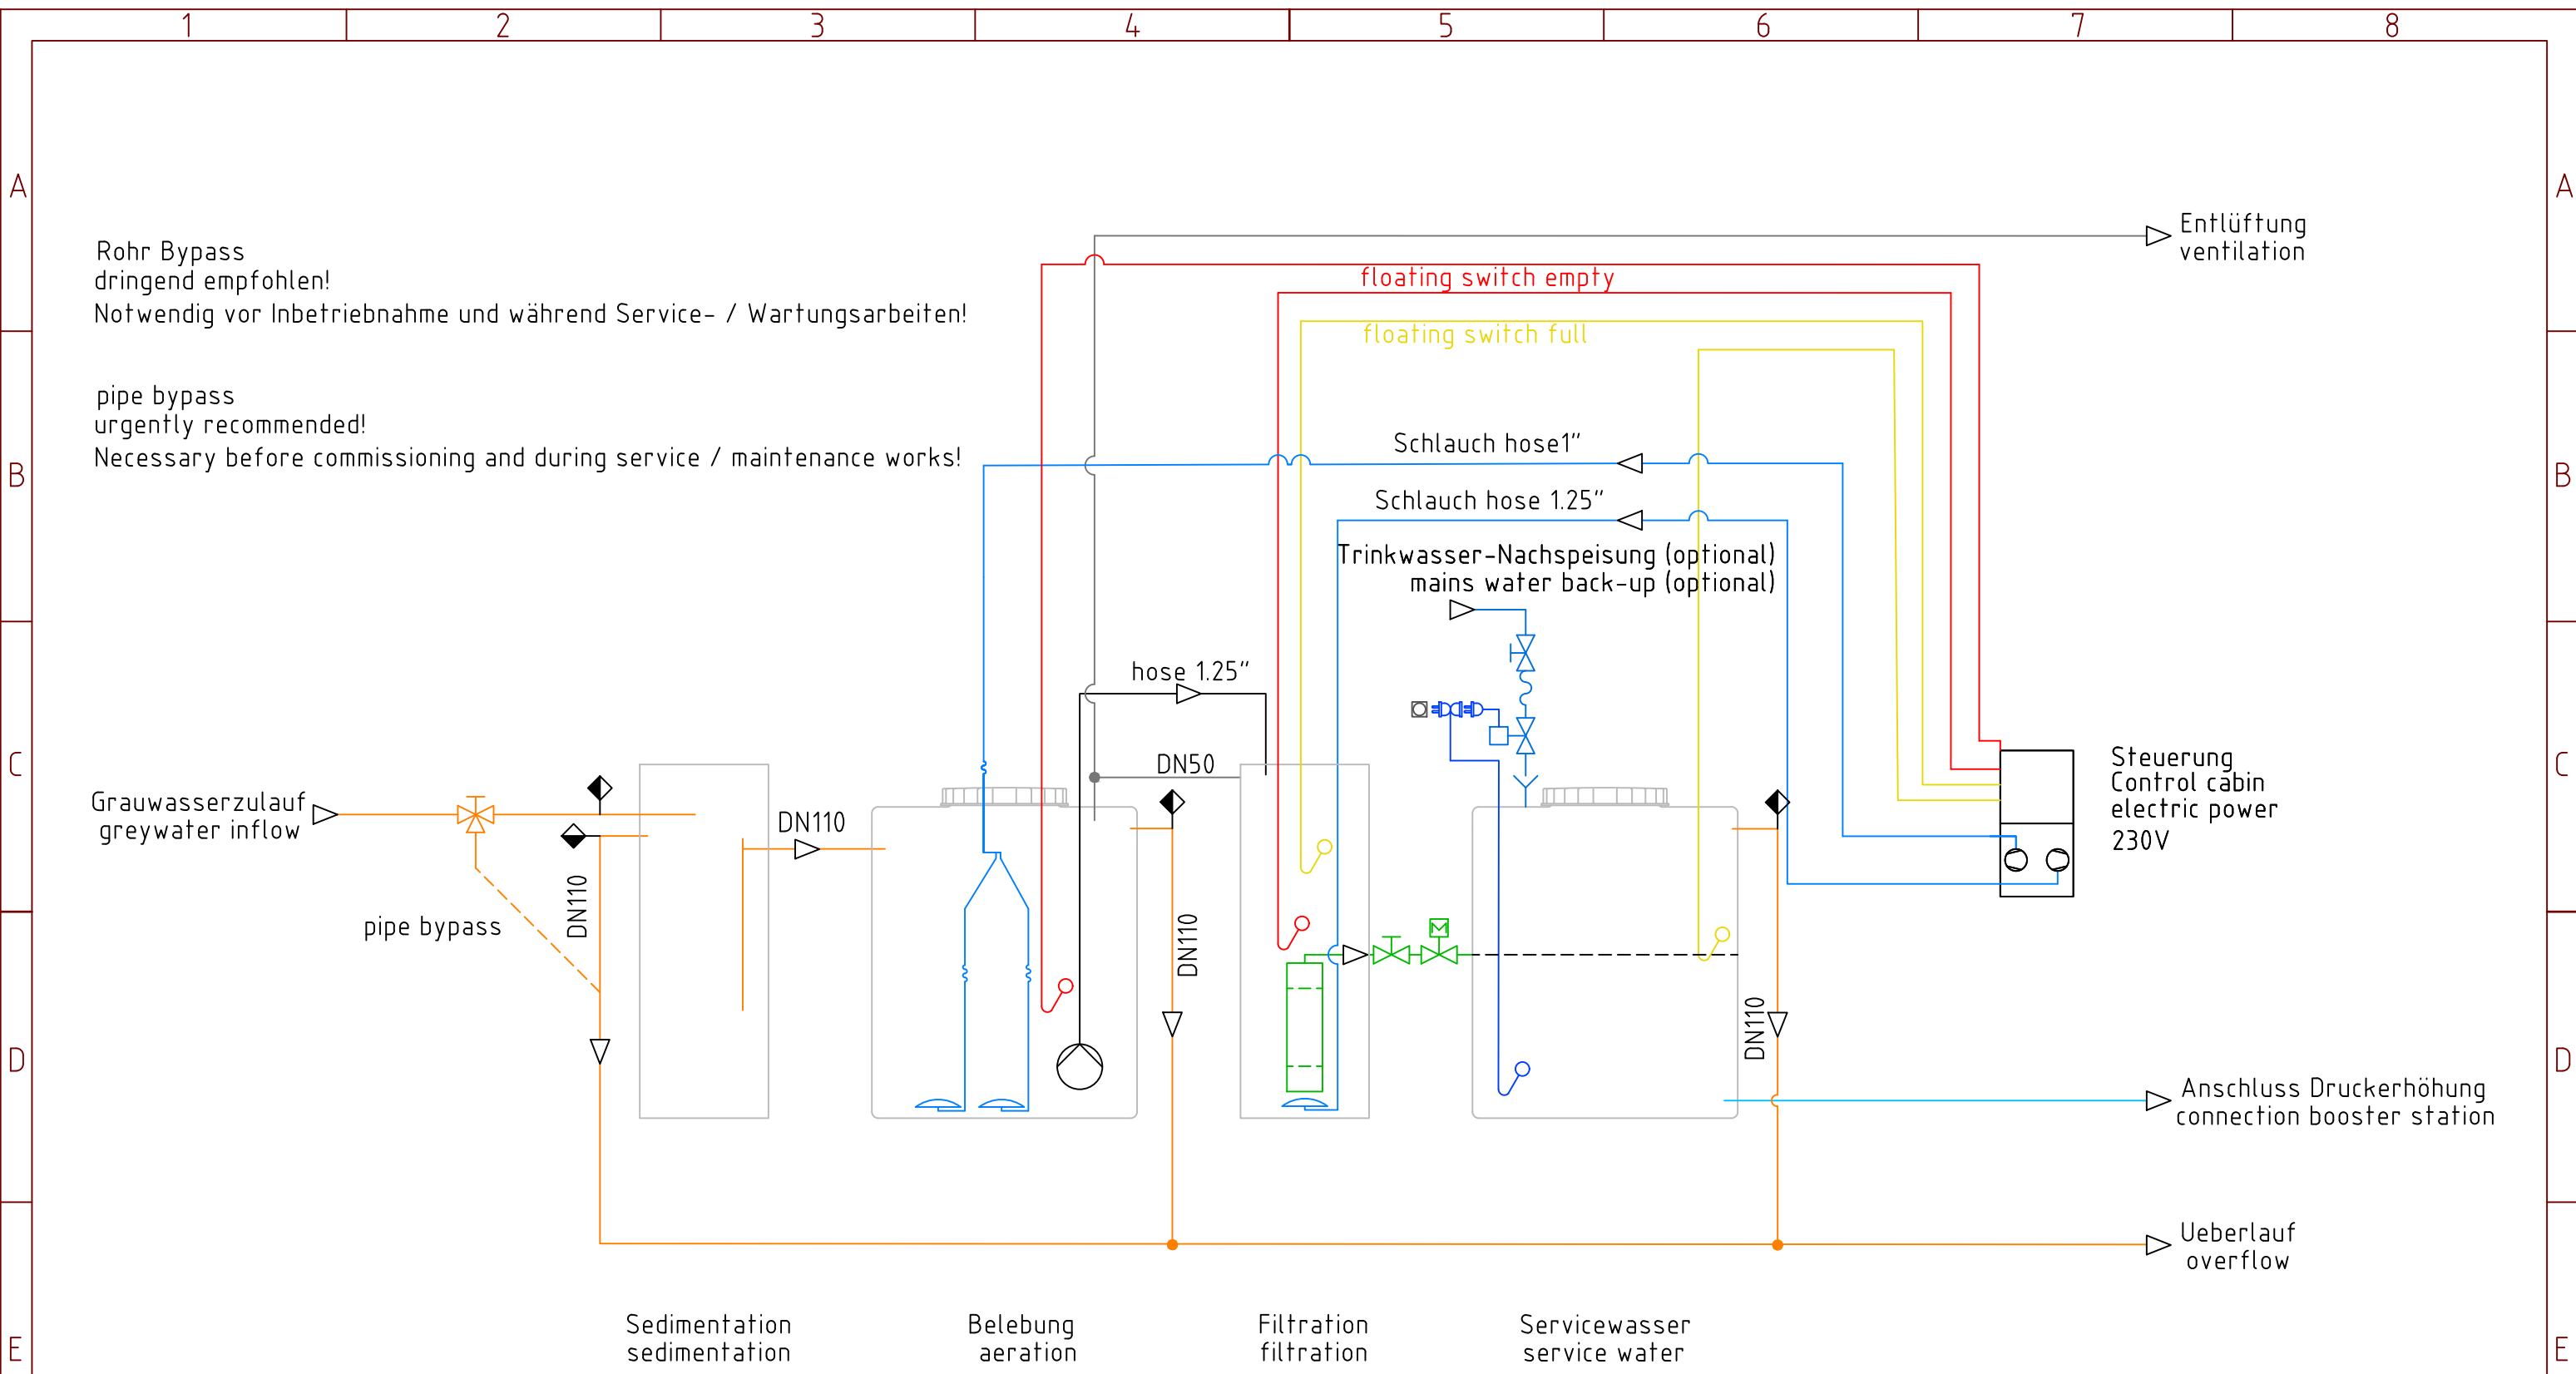 1 2 3 4 5 6 7 8
A A
Entlüftung
ventilation
Rohr Bypass
dringend empfohlen!
Notwendig vor Inbetriebnahme und während Service- / Wartungsarbeiten!
floating switch empty
floating switch full
pipe bypass
urgently recommended!
Necessary before commissioning and during service / maintenance works!
B B
Schlauch hose1"
Schlauch hose 1.25"
Trinkwasser-Nachspeisung (optional)
mains water back-up (optional)
hose 1.25"
DN50
C C
Steuerung
Control cabin
electric power
230V
Grauwasserzulauf
greywater inflow
DN110
DN110
pipe bypass
DN110
M
DN110
D D
Anschluss Druckerhöhung
connection booster station
Ueberlauf
overflow
Sedimentation
sedimentation
Belebung
aeration
Filtration
filtration
Servicewasser
service water
E E